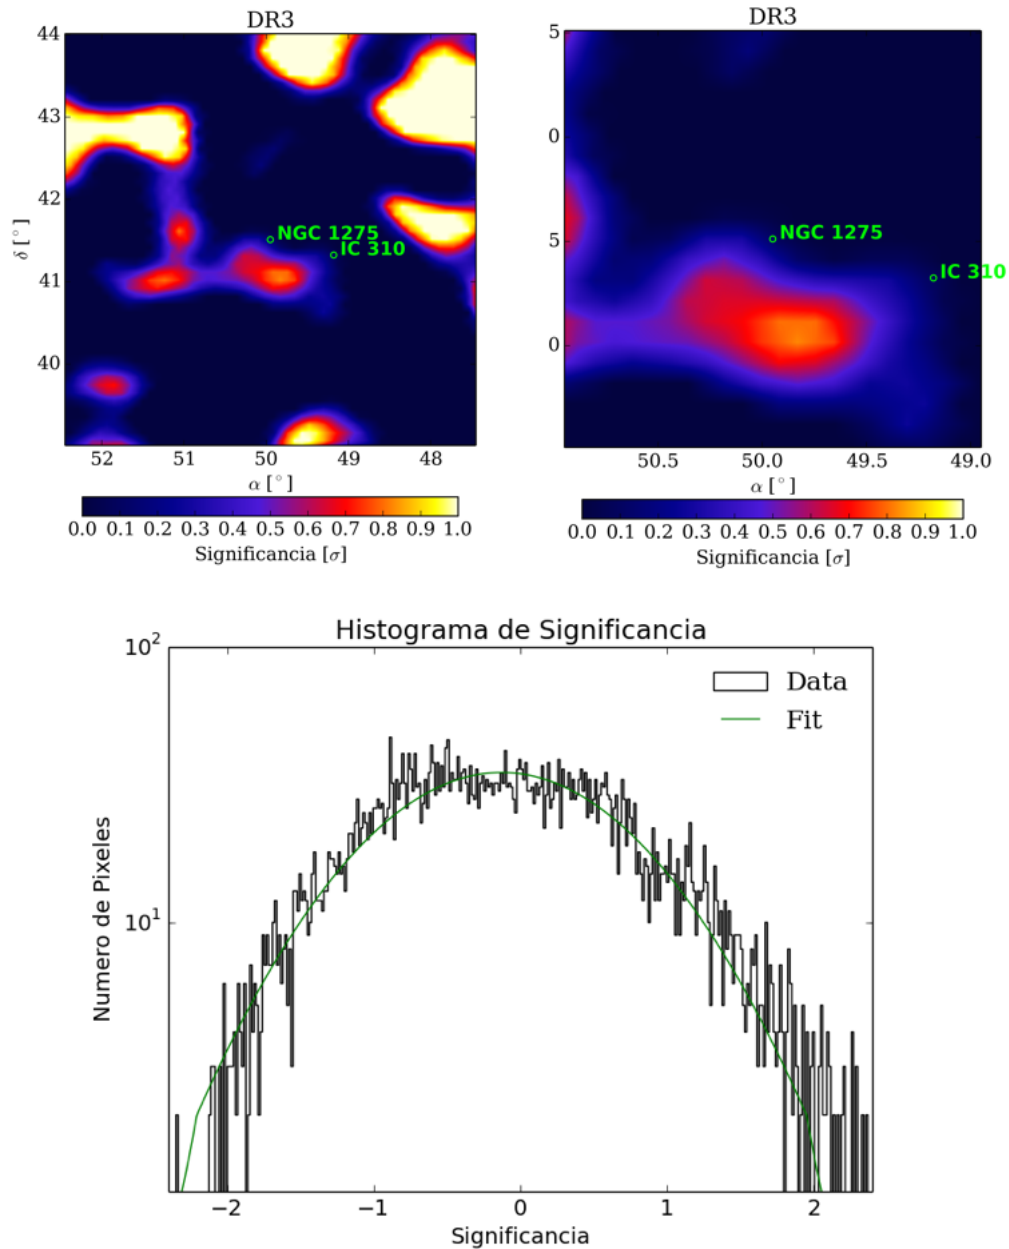 DR3
44
43
42
41
40
δ [°]
NGC 1275
IC 310
52 51 50 49 48
α [°]
0.0 0.1 0.2 0.3 0.4 0.5 0.6 0.7 0.8 0.9 1.0
Significancia [σ]
DR3
5
0
5
0
NGC 1275
IC 310
50.5 50.0 49.5 49.0
α [°]
0.0 0.1 0.2 0.3 0.4 0.5 0.6 0.7 0.8 0.9 1.0
Significancia [σ]
Histograma de Significancia
10²
10¹
Numero de Pixeles
Data
Fit
−2 −1 0 1 2
Significancia